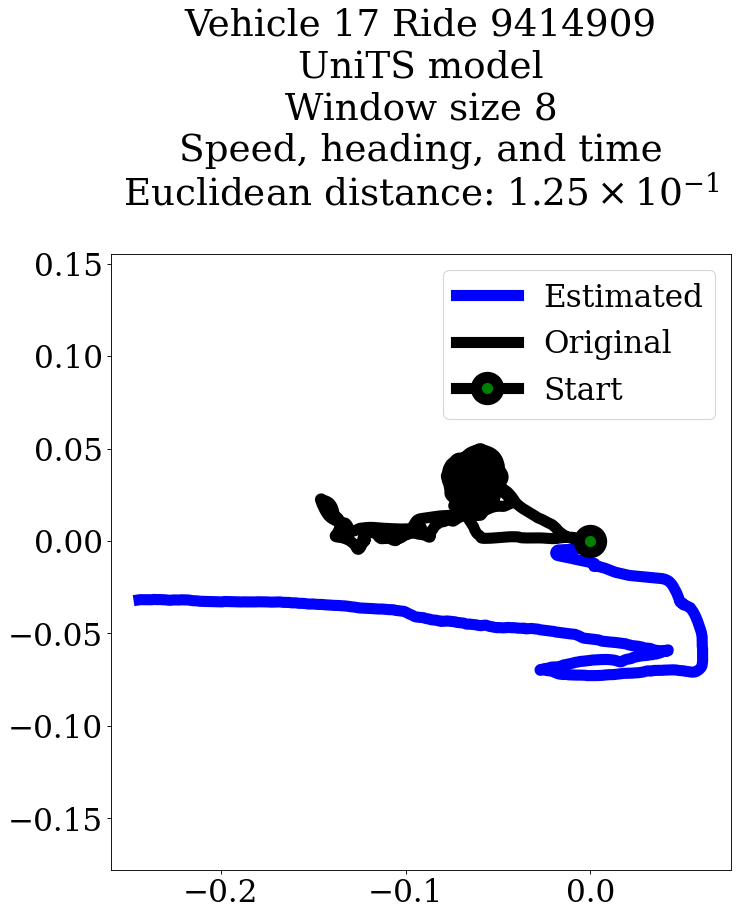 Vehicle 17 Ride 9414909
UniTS model
Window size 8
Speed, heading, and time
Euclidean distance: $1.25 \times 10^{-1}$
0.15
0.10
0.05
0.00
−0.05
−0.10
−0.15
Estimated
Original
Start
−0.2
−0.1
0.0